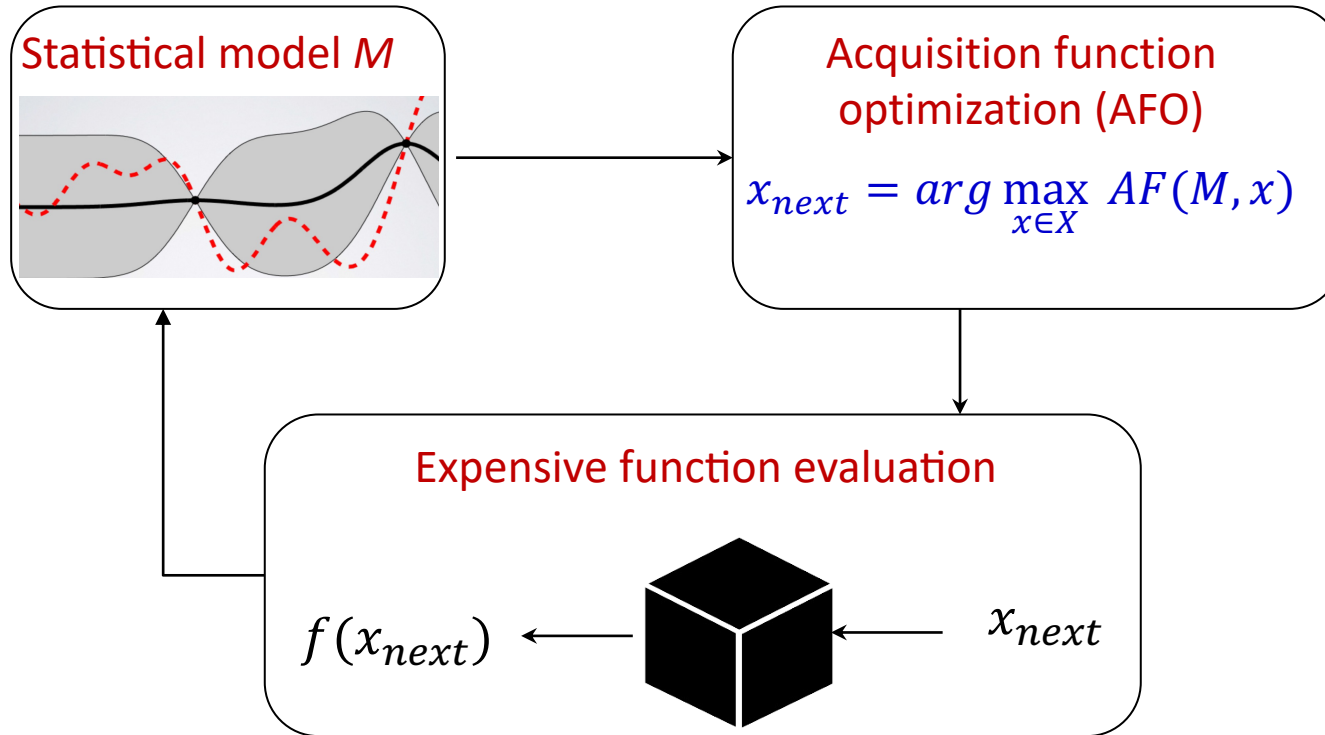 Statistical model M
Acquisition function
optimization (AFO)
x_next = arg max_{x∈X} AF(M, x)
Expensive function evaluation
f(x_next)
x_next